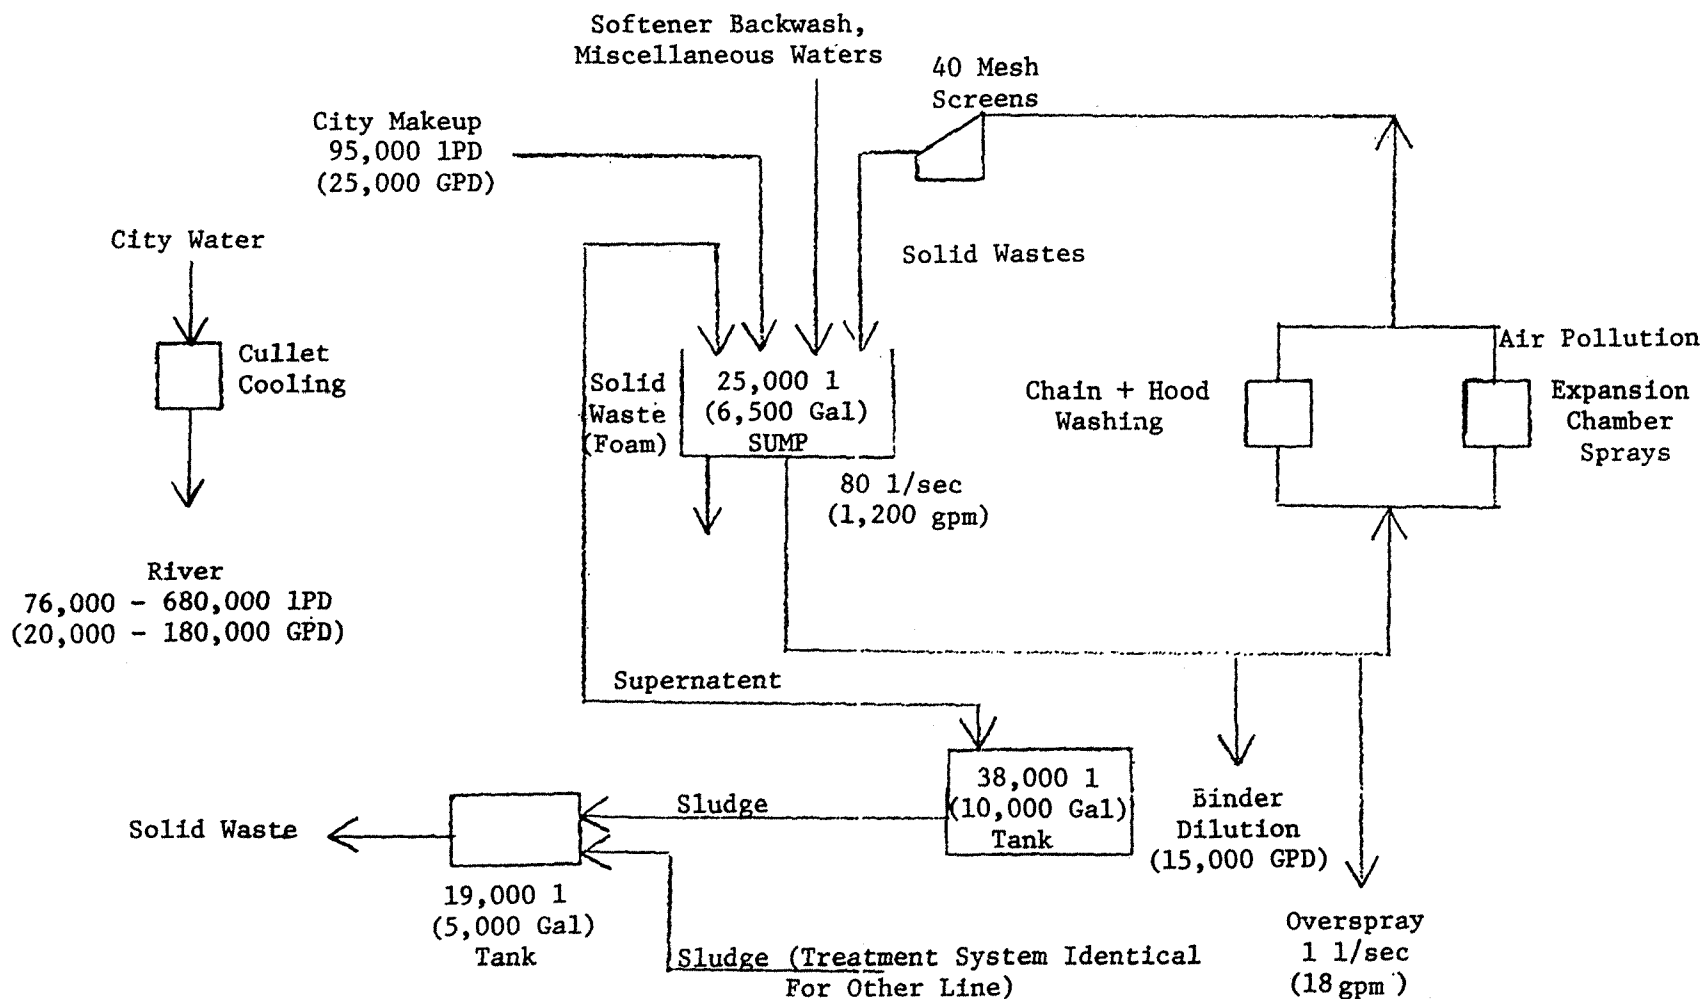 Softener Backwash,
Miscellaneous Waters
40 Mesh
Screens
City Makeup
95,000 1PD
(25,000 GPD)
City Water
Solid Wastes
Cullet
Cooling
Solid
Waste
(Foam)
25,000 1
(6,500 Gal)
SUMP
Air Pollution
Chain + Hood
Washing
Expansion
Chamber
Sprays
80 1/sec
(1,200 gpm)
River
76,000 - 680,000 1PD
(20,000 - 180,000 GPD)
Supernatent
38,000 1
(10,000 Gal)
Tank
Sludge
Solid Waste
Binder
Dilution
(15,000 GPD)
19,000 1
(5,000 Gal)
Tank
Overspray
1 1/sec
(18 gpm)
Sludge (Treatment System Identical
For Other Line)